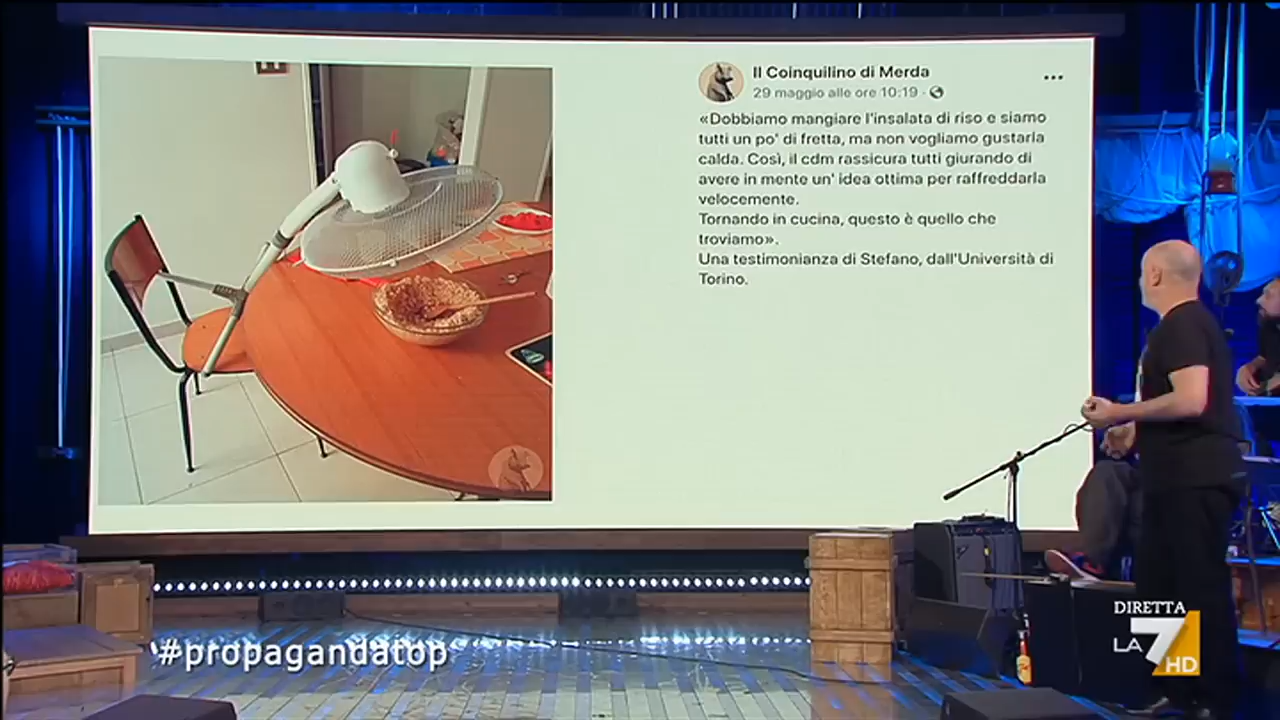 Il Coinquilino di Merda
29 maggio alle ore 10:19 ·
«Dobbiamo mangiare l'insalata di riso e siamo
tutti un po' di fretta, ma non vogliamo gustarla
calda. Così, il cdm rassicura tutti giurando di
avere in mente un' idea ottima per raffreddarla
velocemente.
Tornando in cucina, questo è quello che
troviamo».
Una testimonianza di Stefano, dall'Università di
Torino.
#propagandatop
DIRETTA
LA 7 HD